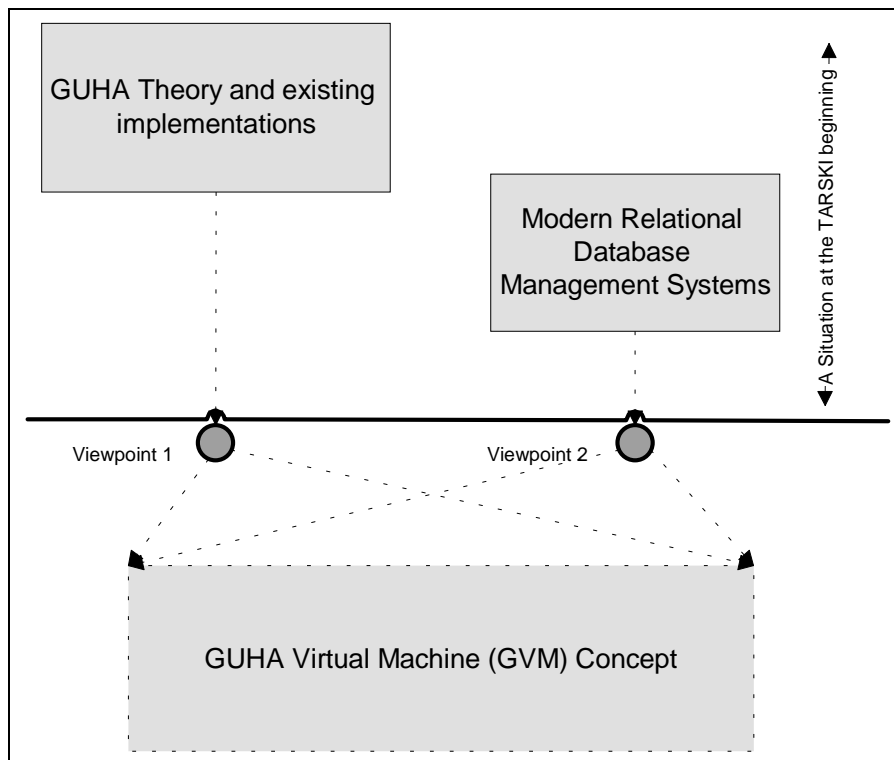 GUHA Theory and existing
implementations
A Situation at the TARSKI beginning
Modern Relational
Database
Management Systems
Viewpoint 1
Viewpoint 2
GUHA Virtual Machine (GVM) Concept